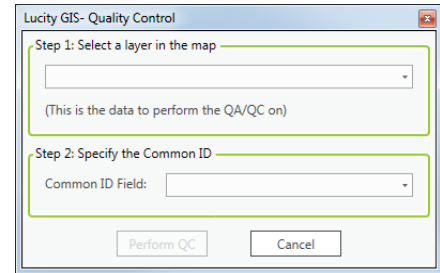 Lucity GIS- Quality Control
Step 1: Select a layer in the map
(This is the data to perform the QA/QC on)
Step 2: Specify the Common ID
Common ID Field:
Perform QC Cancel